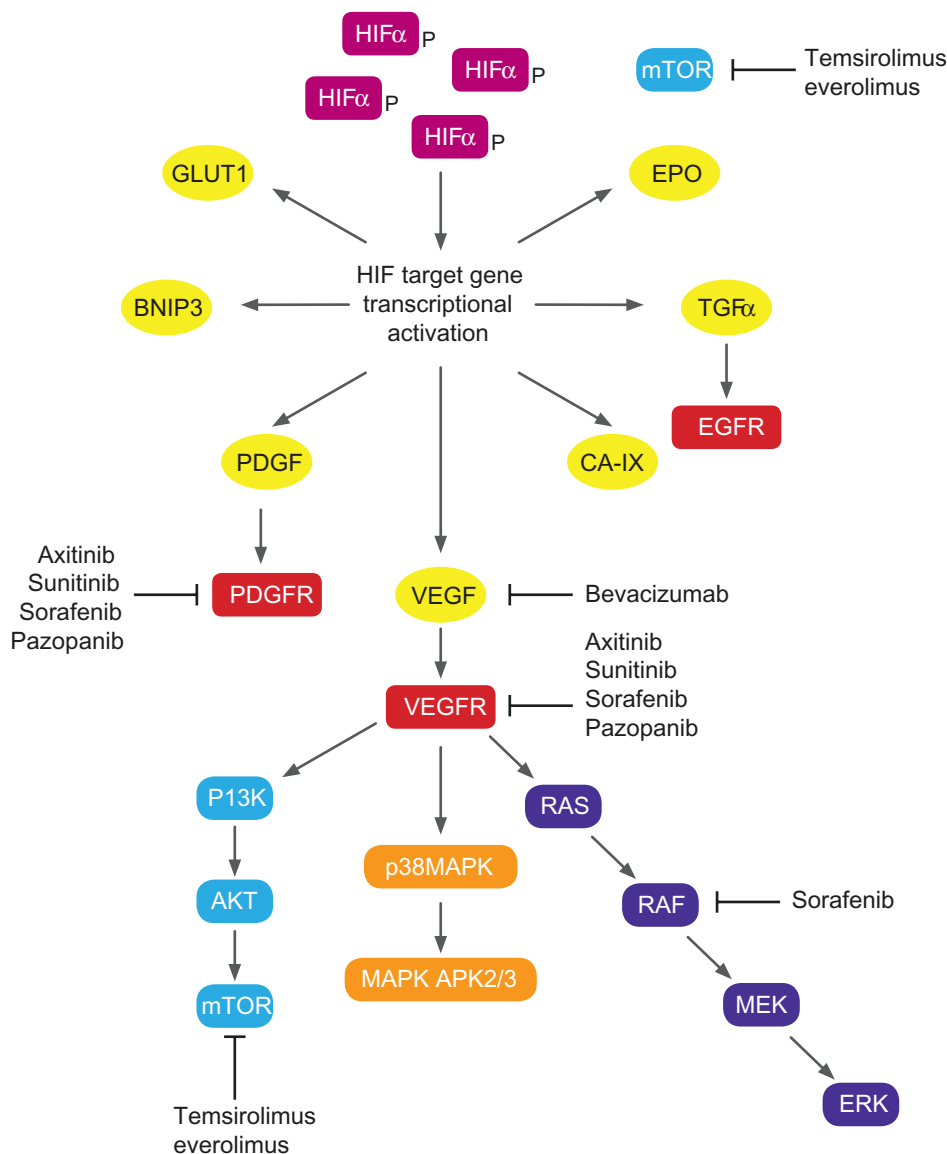 HIFα
P
HIFα
P
mTOR
Temsirolimus
everolimus
HIFα
P
HIFα
P
GLUT1
EPO
HIF target gene
transcriptional
activation
BNIP3
TGFα
EGFR
PDGF
CA-IX
Axitinib
Sunitinib
Sorafenib
Pazopanib
PDGFR
VEGF
Bevacizumab
Axitinib
Sunitinib
Sorafenib
Pazopanib
VEGFR
P13K
RAS
p38MAPK
AKT
RAF
Sorafenib
MAPK APK2/3
mTOR
MEK
ERK
Temsirolimus
everolimus